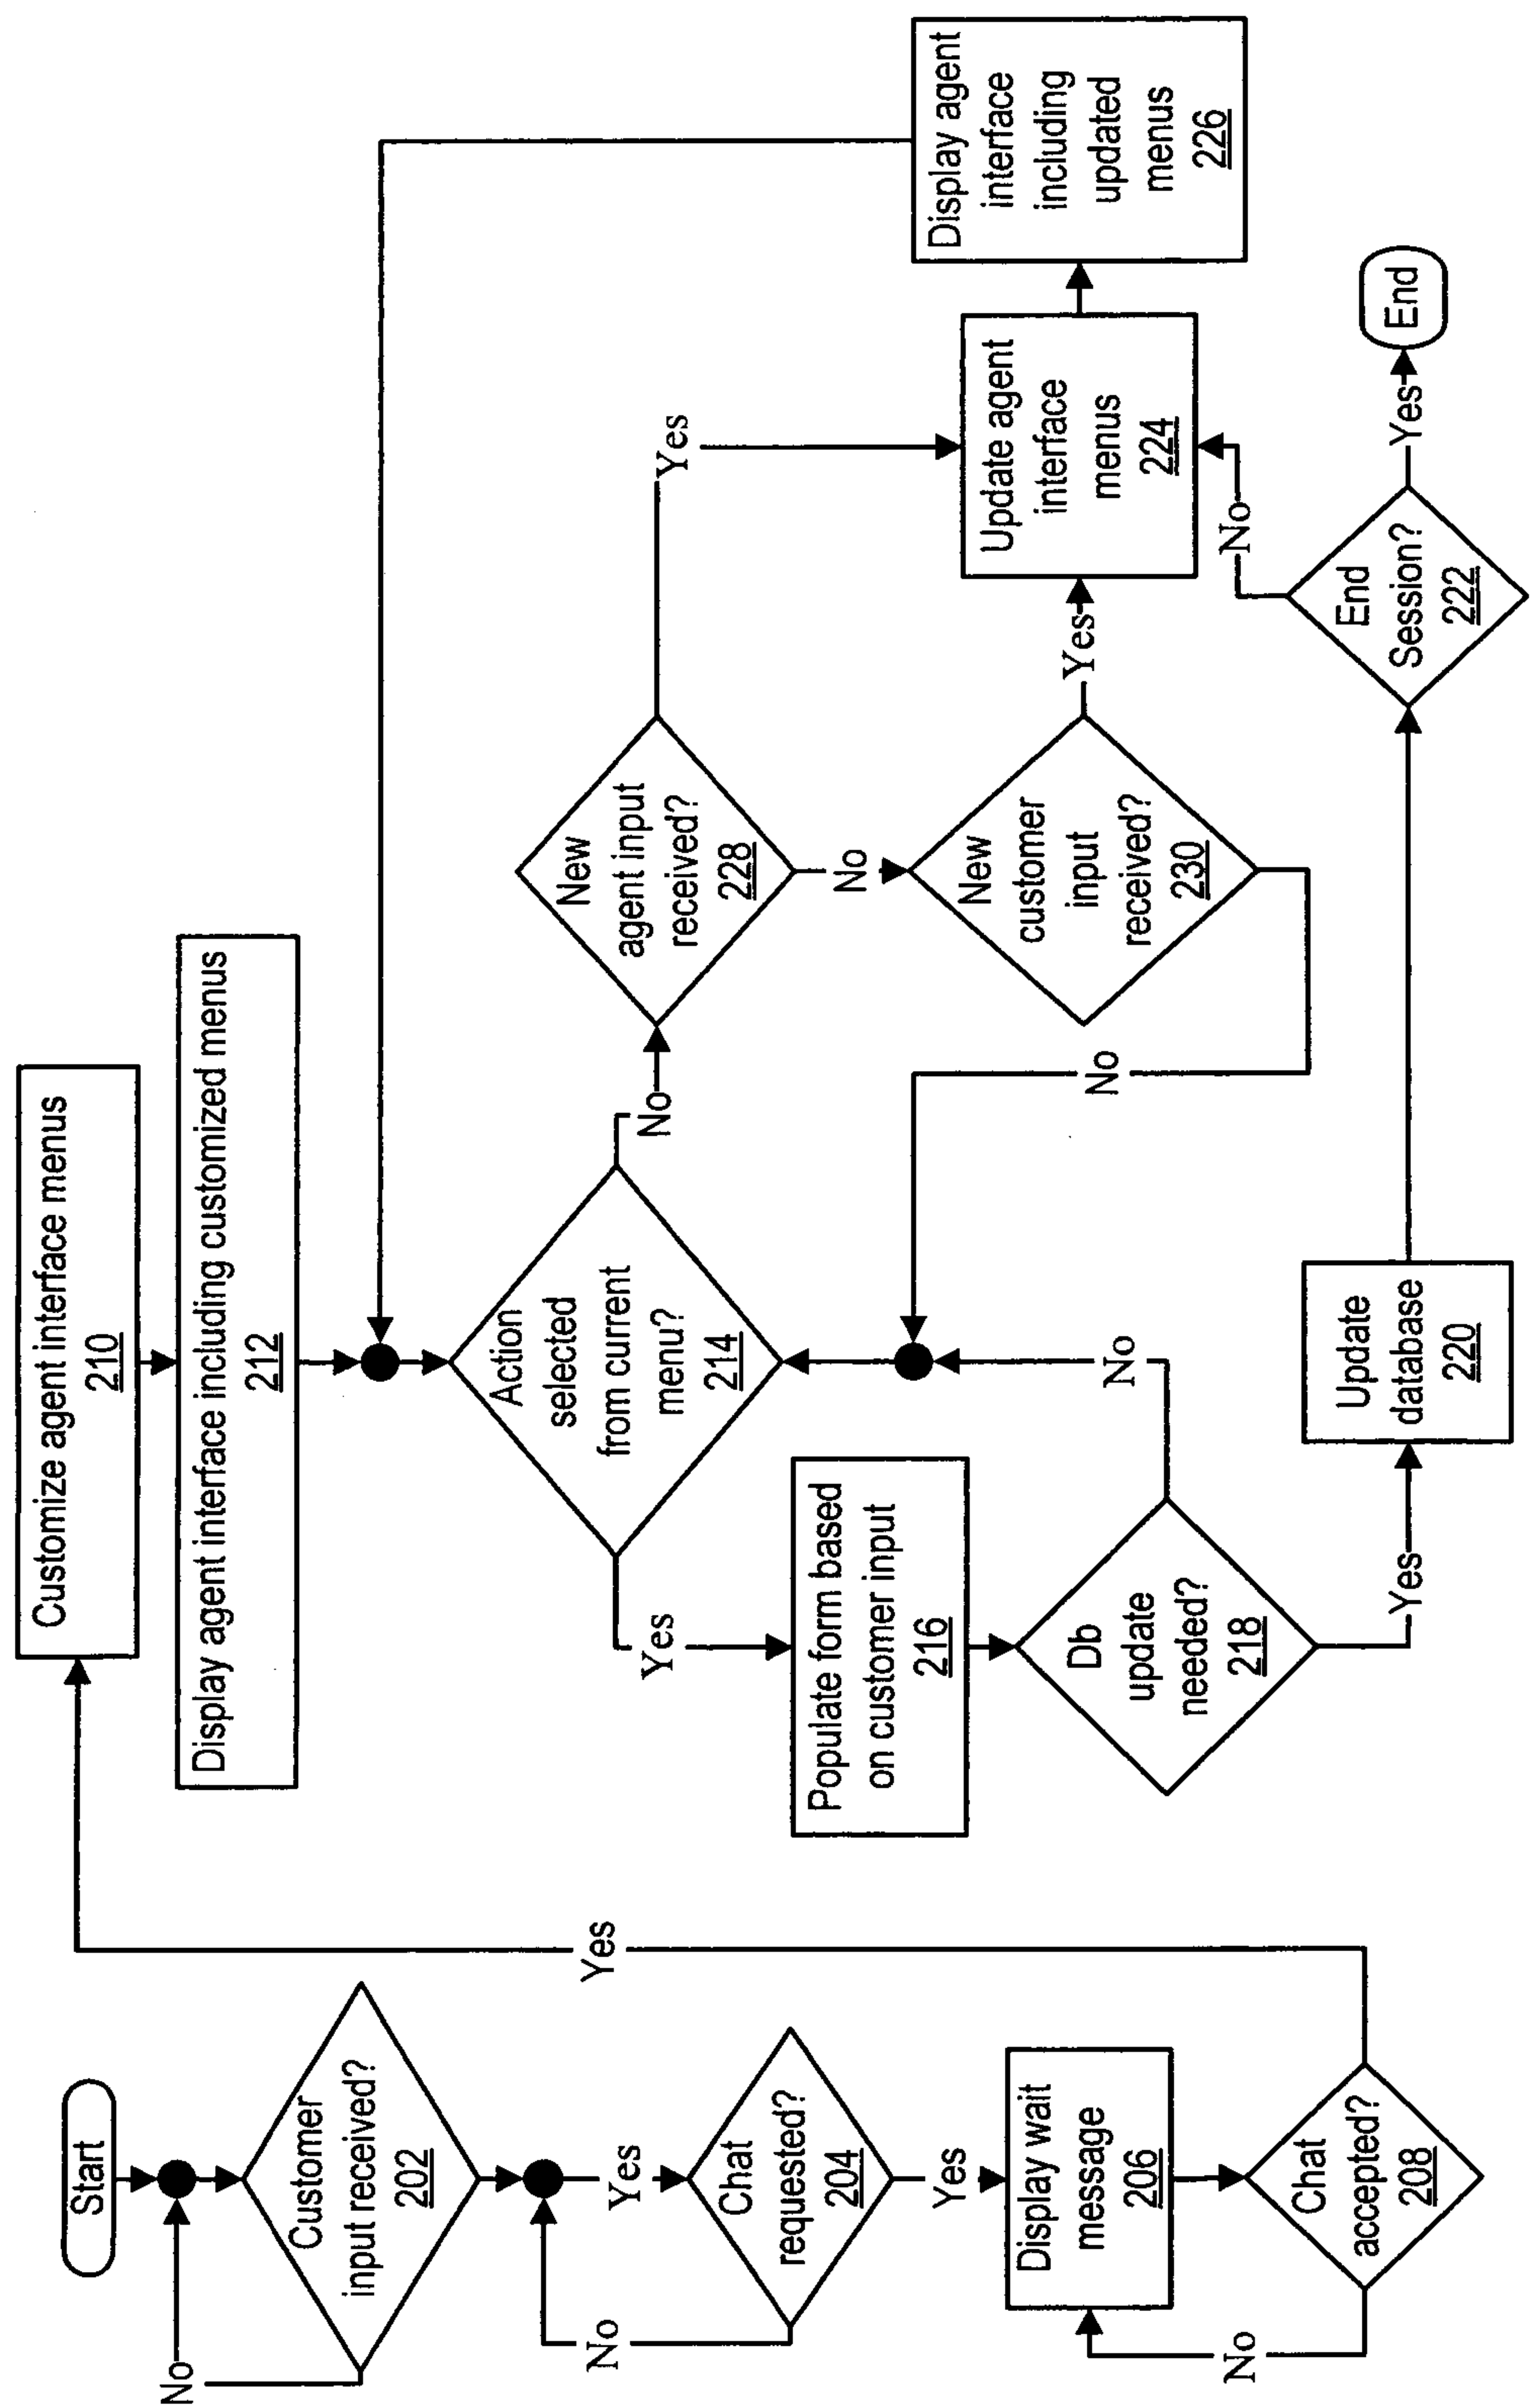 Start
No
Customer
input received?
202
Yes
No
Chat
requested?
204
Yes
Display wait
message
206
No
Chat
accepted?
208
Yes
Customize agent interface menus
210
Display agent interface including customized menus
212
Action
selected
from current
menu?
214
Yes
No
Populate form based
on customer input
216
Db
update
needed?
218
No
Yes
Update
database
220
New
agent input
received?
228
Yes
No
New
customer
input
received?
230
No
Yes
Update agent
interface
menus
224
Display agent
interface
including
updated
menus
226
End
Session?
222
No
Yes
End